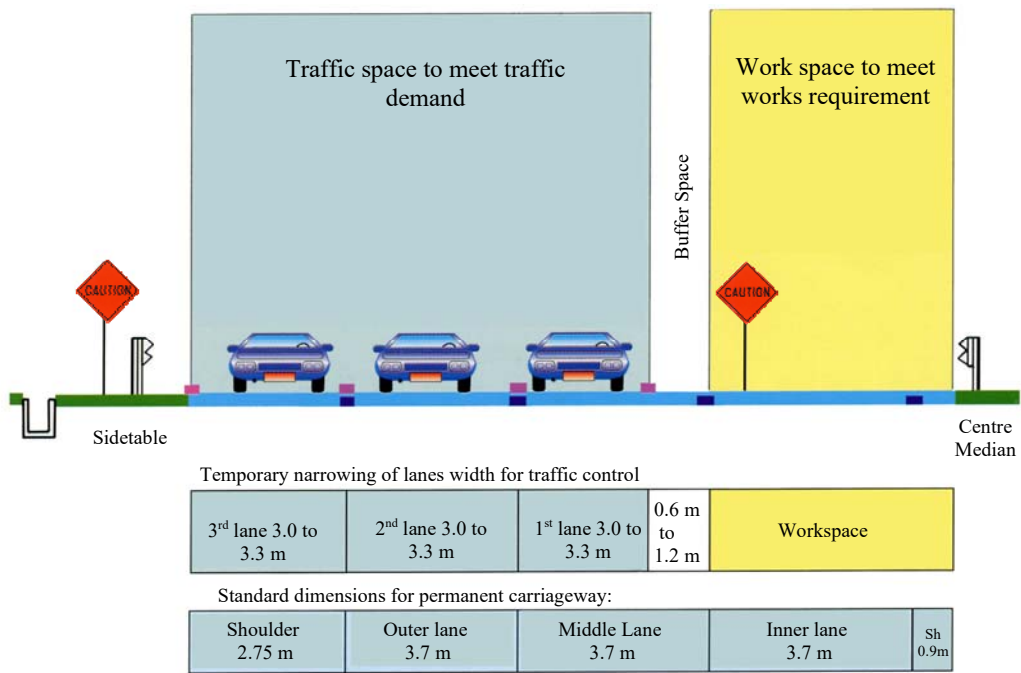 Traffic space to meet traffic
demand
Work space to meet
works requirement
Buffer Space
CAUTION
CAUTION
Sidetable
Centre
Median
Temporary narrowing of lanes width for traffic control
3rd lane 3.0 to
3.3 m
2nd lane 3.0 to
3.3 m
1st lane 3.0 to
3.3 m
0.6 m
to
1.2 m
Workspace
Standard dimensions for permanent carriageway:
Shoulder
2.75 m
Outer lane
3.7 m
Middle Lane
3.7 m
Inner lane
3.7 m
Sh
0.9m